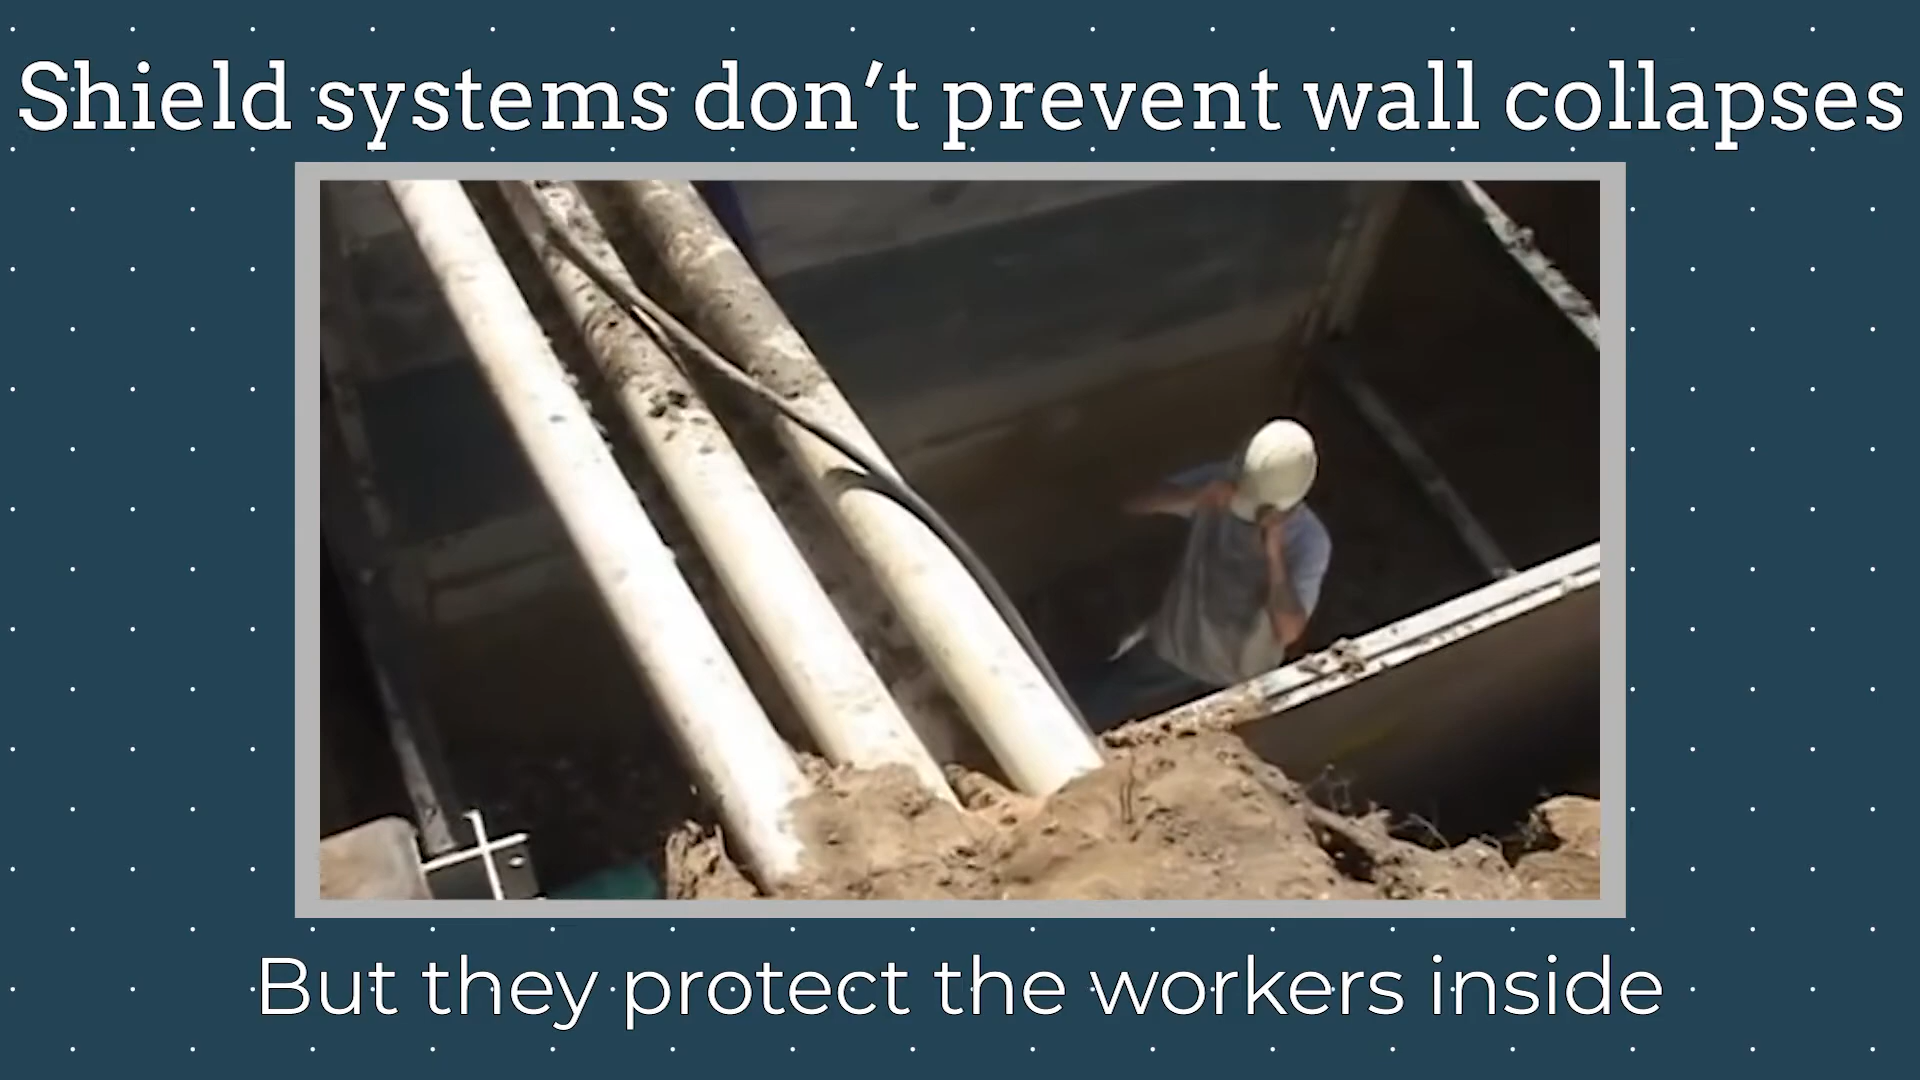 Shield systems don’t prevent wall collapses
But they protect the workers inside